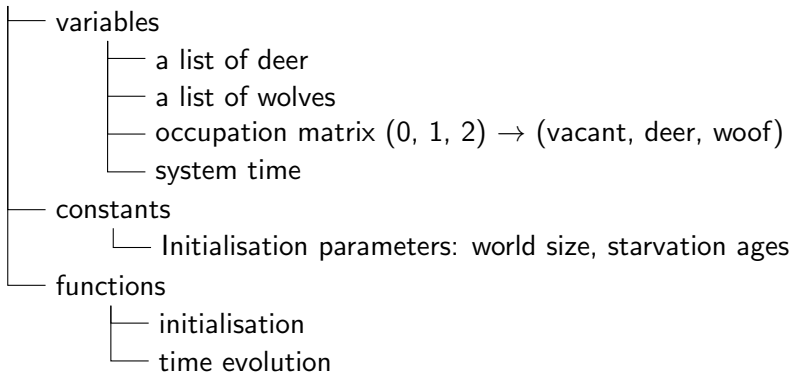 variables
a list of deer
a list of wolves
occupation matrix (0, 1, 2) → (vacant, deer, woof)
system time
constants
Initialisation parameters: world size, starvation ages
functions
initialisation
time evolution